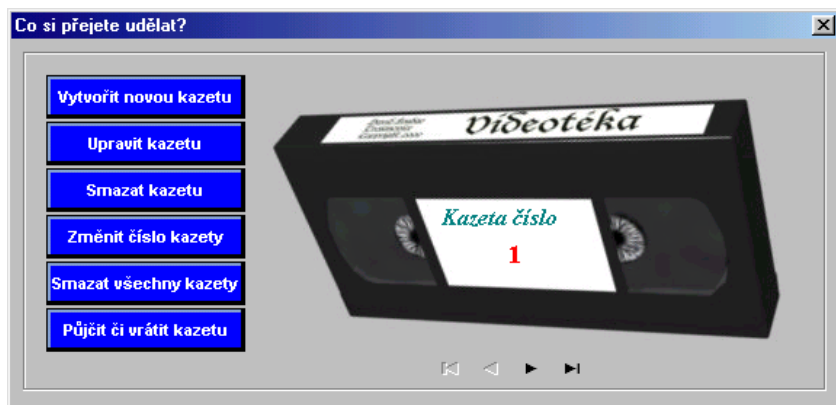 Co si přejete udělat?
Vytvořit novou kazetu
Upravit kazetu
Smazat kazetu
Změnit číslo kazety
Smazat všechny kazety
Půjčit či vrátit kazetu
Videotéka
Kazeta číslo
1